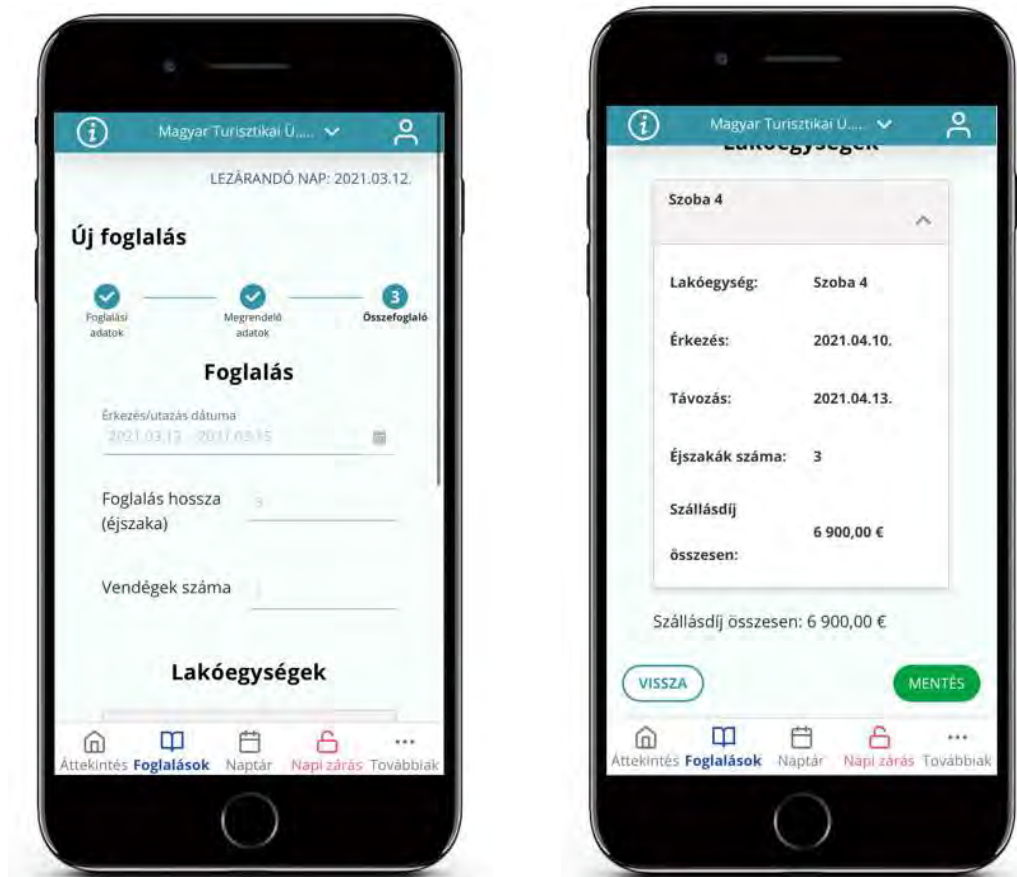 Magyar Turisztikai Ü.....
LEZÁRANDÓ NAP: 2021.03.12.
Új foglalás
3
Foglalási adatok
Megrendelő adatok
Összefoglaló
Foglalás
Érkezés/utazás dátuma
Foglalás hossza
(éjszaka)
3
Vendégek száma
Lakóegységek
Áttekintés Foglalások Naptár Napi zárás Továbbiak
Magyar Turisztikai Ü.....
Lakóegységek
Szoba 4
Lakóegység: Szoba 4
Érkezés: 2021.04.10.
Távozás: 2021.04.13.
Éjszakák száma: 3
Szállásdíj
összesen:
6 900,00 €
Szállásdíj összesen: 6 900,00 €
VISSZA MENTÉS
Áttekintés Foglalások Naptár Napi zárás Továbbiak